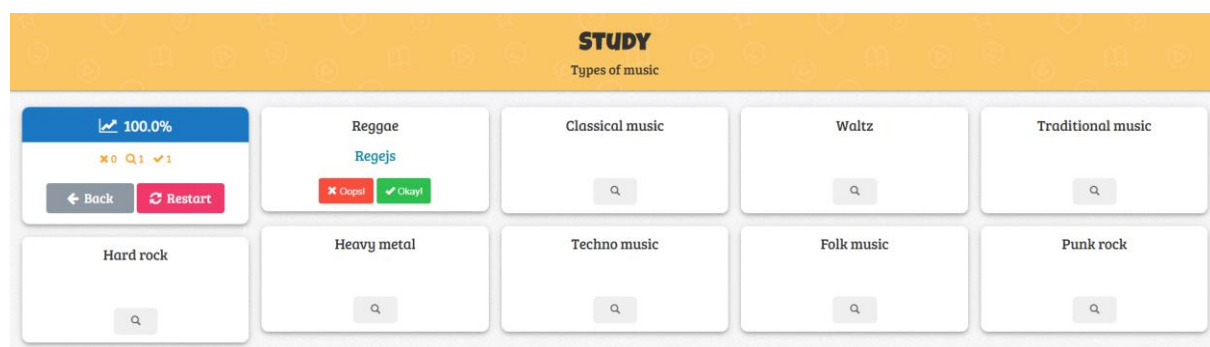 STUDY
Types of music
100.0%
0 1 1
Back Restart
Reggae
Regejs
Oops! Okay!
Classical music
Waltz
Traditional music
Hard rock
Heavy metal
Techno music
Folk music
Punk rock